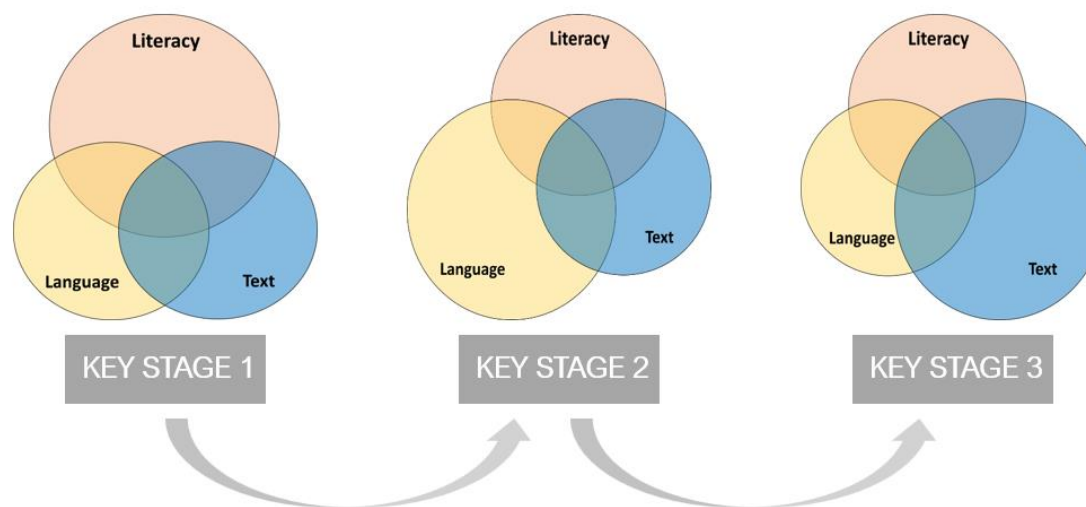 Literacy
Language
Text
KEY STAGE 1
Literacy
Language
Text
KEY STAGE 2
Literacy
Language
Text
KEY STAGE 3